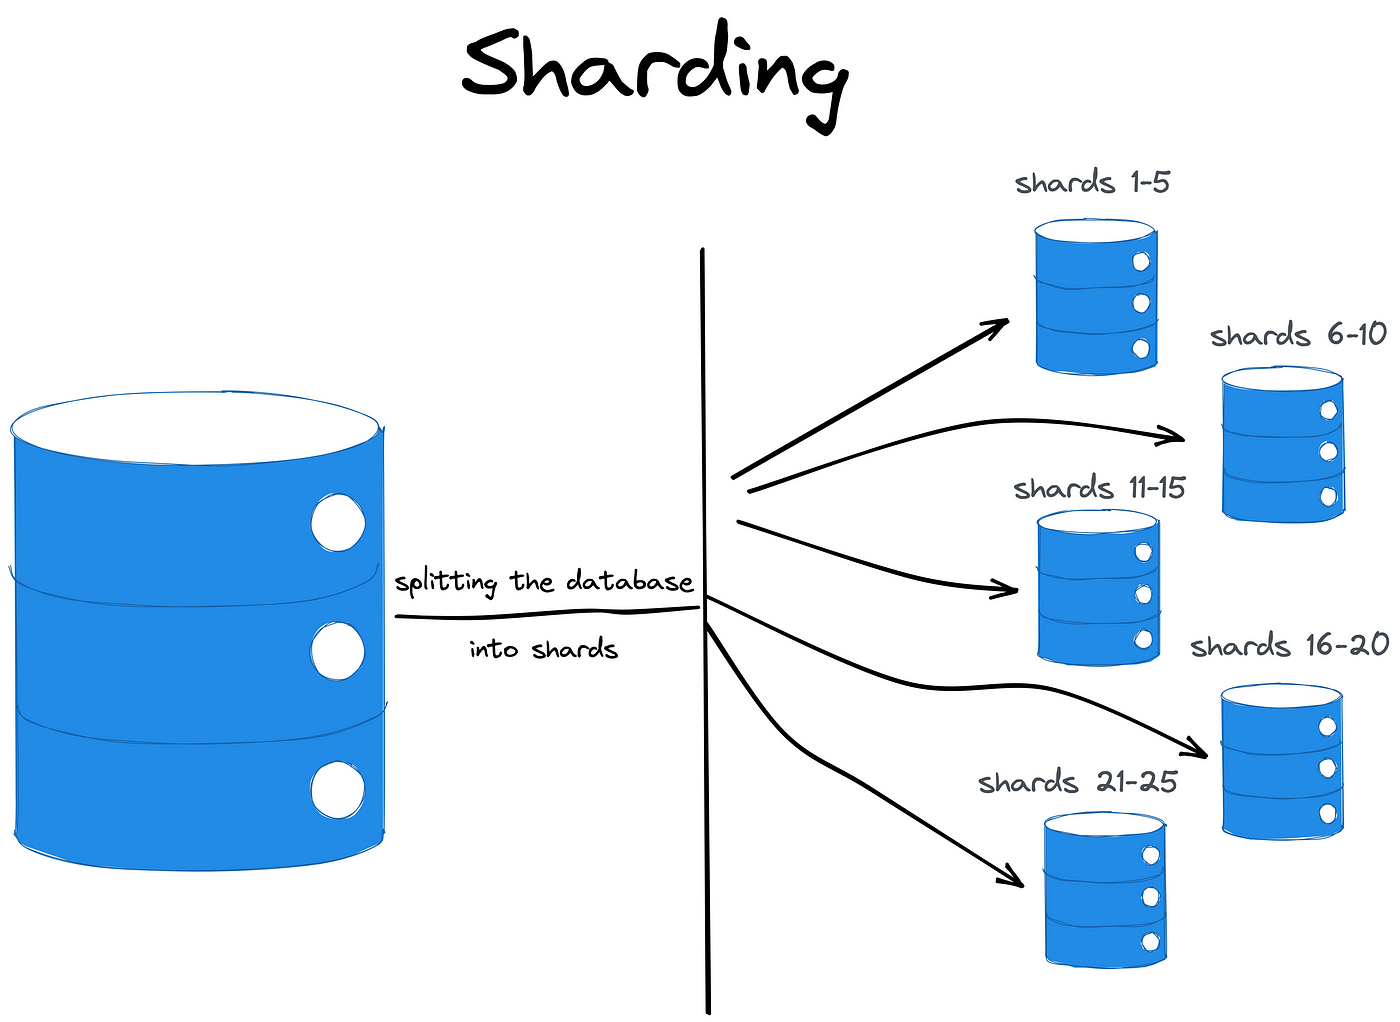 Sharding
shards 1-5
shards 6-10
shards 11-15
splitting the database
into shards
shards 16-20
shards 21-25